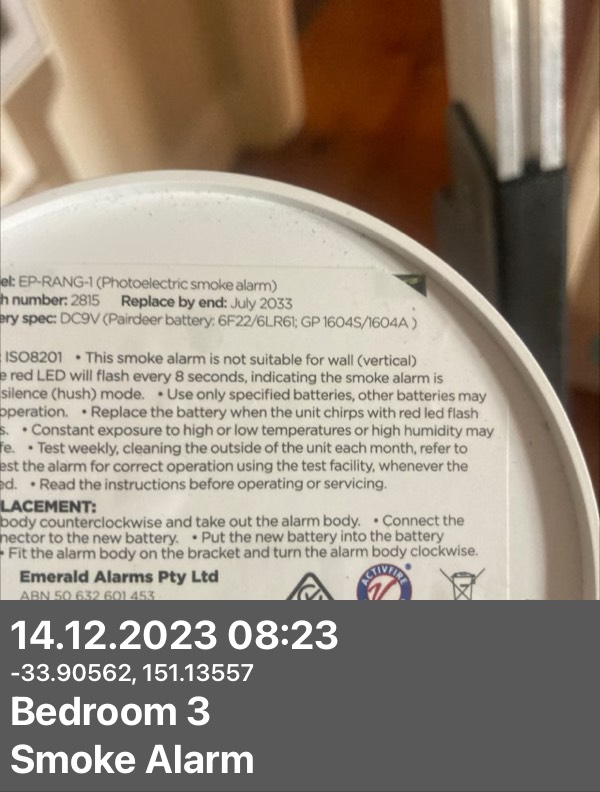 el: EP-RANG-1 (Photoelectric smoke alarm)
h number: 2815 Replace by end: July 2033
ery spec: DC9V (Pairdeer battery: 6F22/6LR61; GP 1604S/1604A )
ISO8201 • This smoke alarm is not suitable for wall (vertical)
e red LED will flash every 8 seconds, indicating the smoke alarm is
silence (hush) mode. • Use only specified batteries, other batteries may
operation. • Replace the battery when the unit chirps with red led flash
s. • Constant exposure to high or low temperatures or high humidity may
fe. • Test weekly, cleaning the outside of the unit each month, refer to
est the alarm for correct operation using the test facility, whenever the
ed. • Read the instructions before operating or servicing.
LACEMENT:
body counterclockwise and take out the alarm body. • Connect the
nector to the new battery. • Put the new battery into the battery
• Fit the alarm body on the bracket and turn the alarm body clockwise.
Emerald Alarms Pty Ltd
ABN 50 632 601 453
ACTIVFIRE
14.12.2023 08:23
-33.90562, 151.13557
Bedroom 3
Smoke Alarm